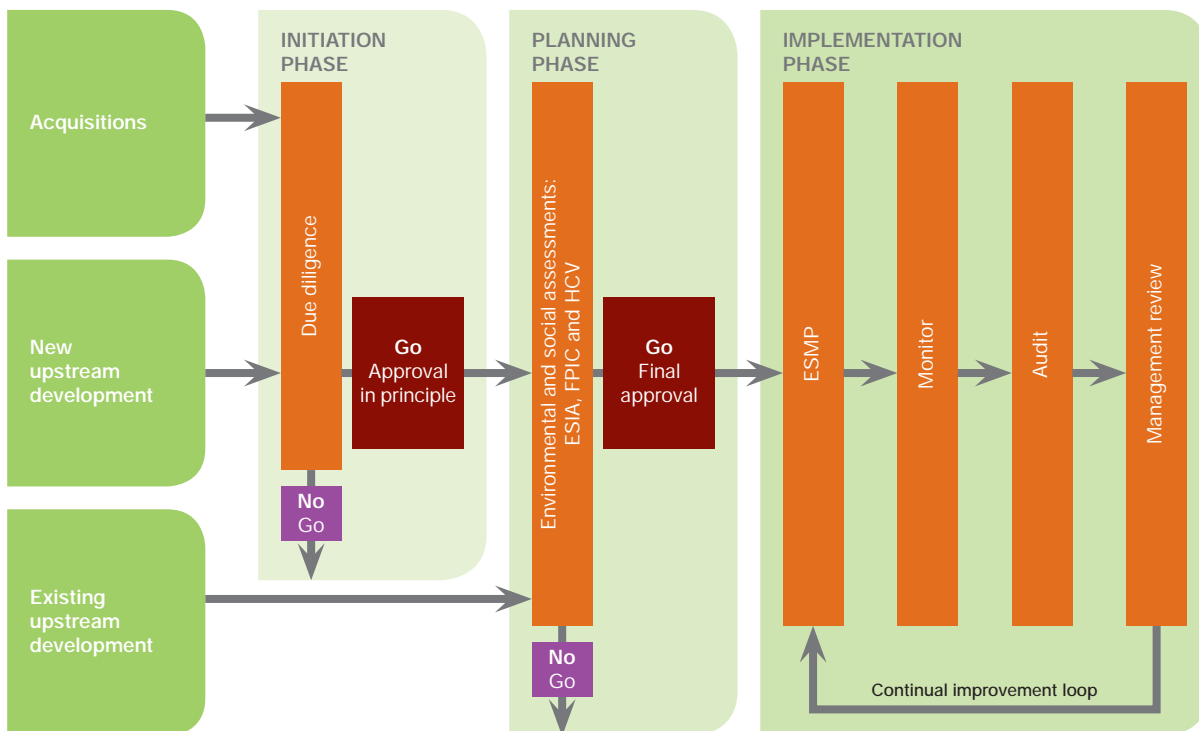 INITIATION
PHASE
PLANNING
PHASE
IMPLEMENTATION
PHASE
Acquisitions
New
upstream
development
Existing
upstream
development
Due diligence
Go
Approval
in principle
No
Go
Environmental and social assessments:
ESIA, FPIC and HCV
Go
Final
approval
No
Go
ESMP
Monitor
Audit
Management review
Continual improvement loop